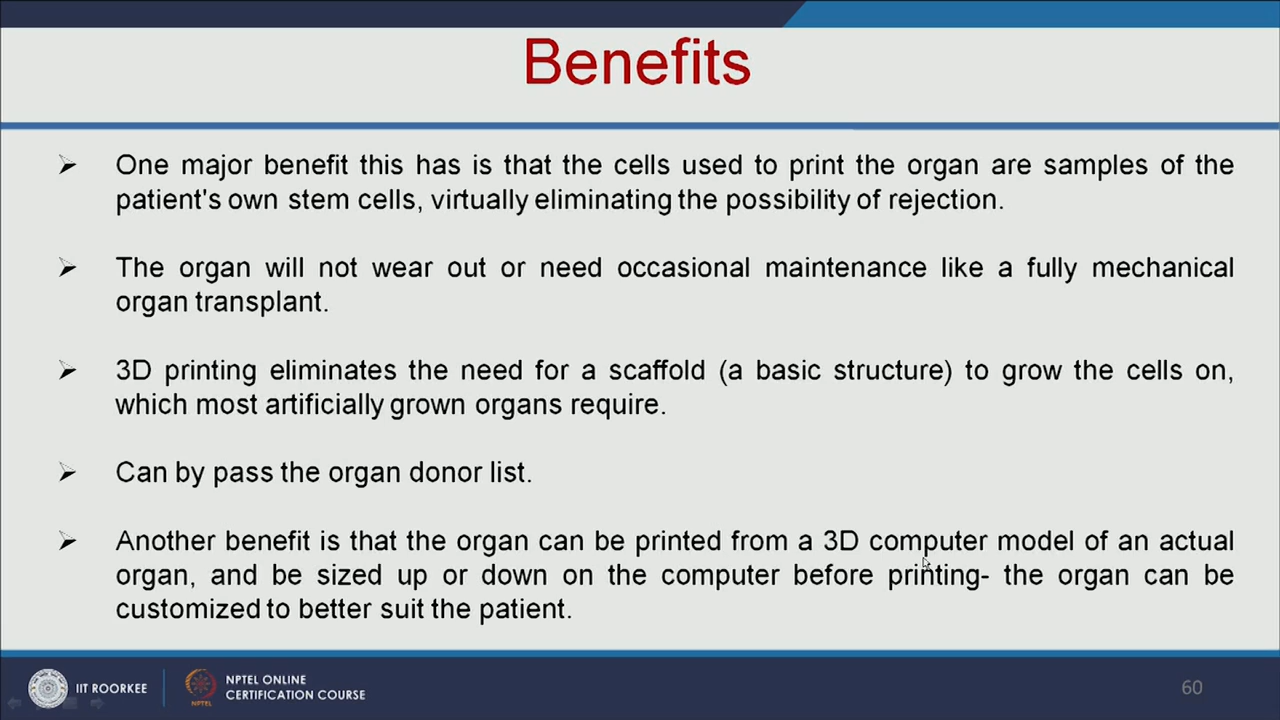 Benefits
One major benefit this has is that the cells used to print the organ are samples of the
patient's own stem cells, virtually eliminating the possibility of rejection.
The organ will not wear out or need occasional maintenance like a fully mechanical
organ transplant.
3D printing eliminates the need for a scaffold (a basic structure) to grow the cells on,
which most artificially grown organs require.
Can by pass the organ donor list.
Another benefit is that the organ can be printed from a 3D computer model of an actual
organ, and be sized up or down on the computer before printing- the organ can be
customized to better suit the patient.
IIT ROORKEE
NPTEL
NPTEL ONLINE
CERTIFICATION COURSE
60